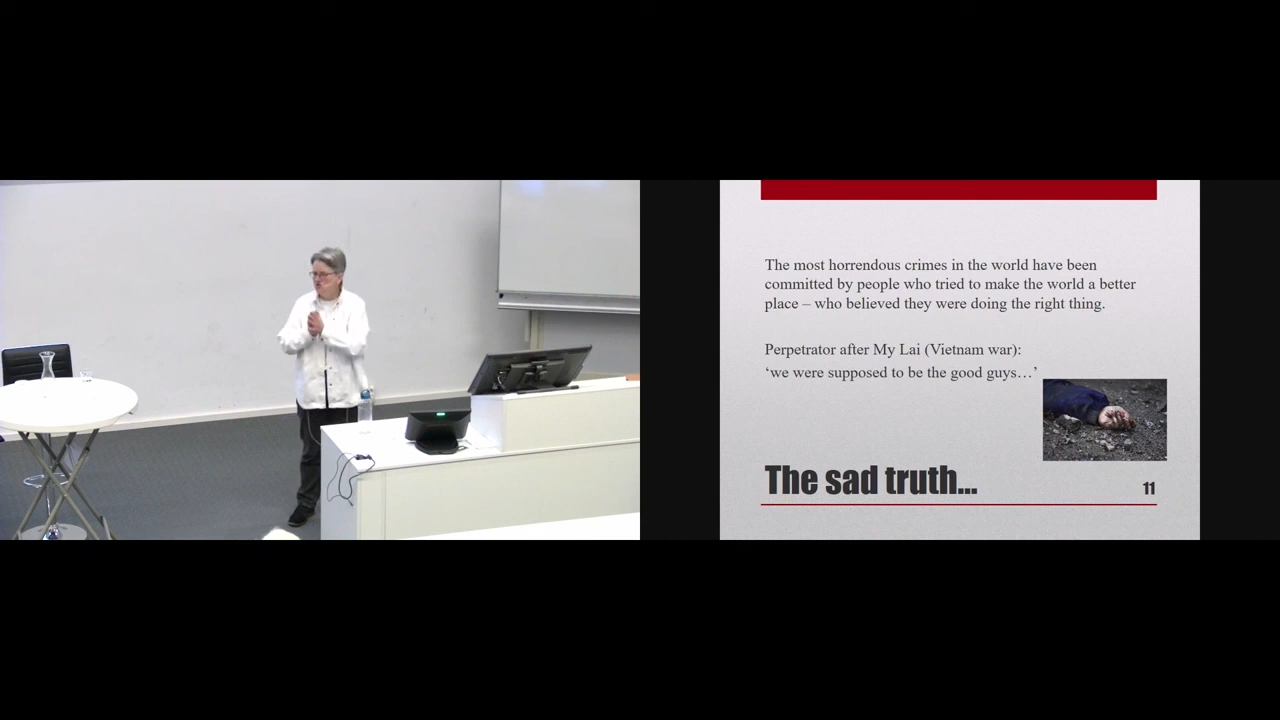 The most horrendous crimes in the world have been
committed by people who tried to make the world a better
place – who believed they were doing the right thing.
Perpetrator after My Lai (Vietnam war):
‘we were supposed to be the good guys…’
The sad truth...
11